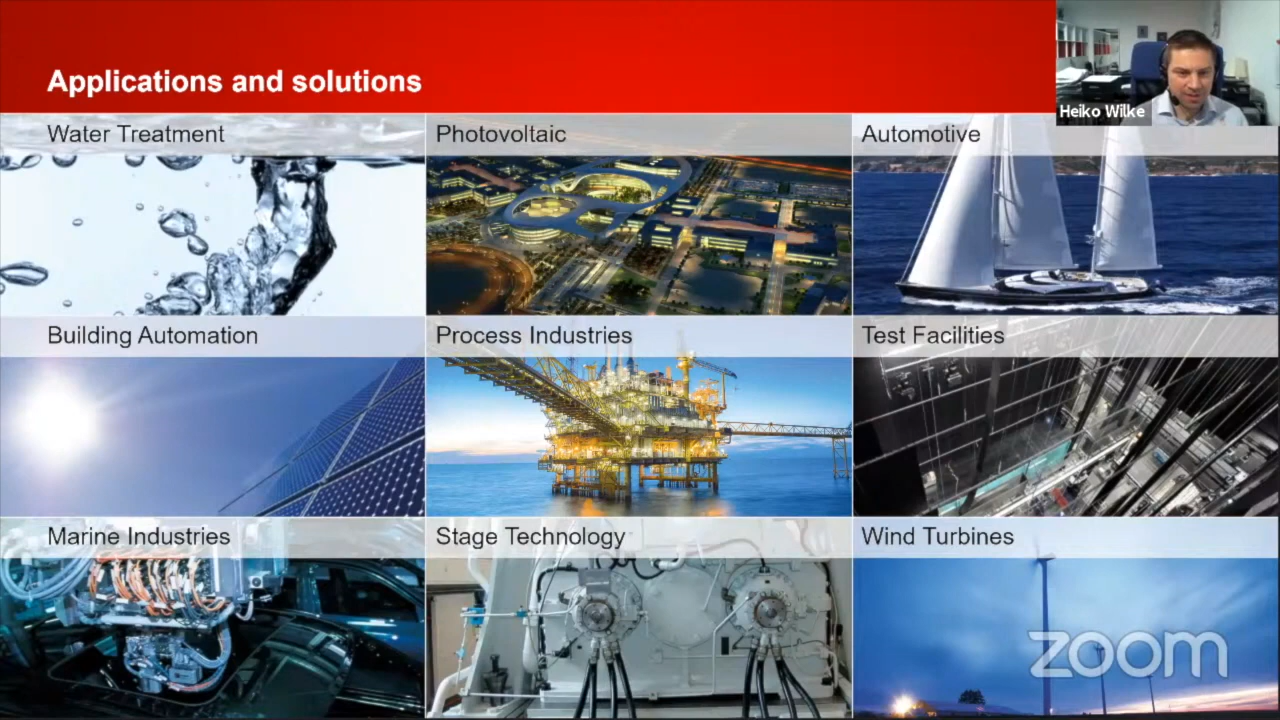 Applications and solutions
Heiko Wilke
Water Treatment
Photovoltaic
Automotive
Building Automation
Process Industries
Test Facilities
Marine Industries
Stage Technology
Wind Turbines
zoom